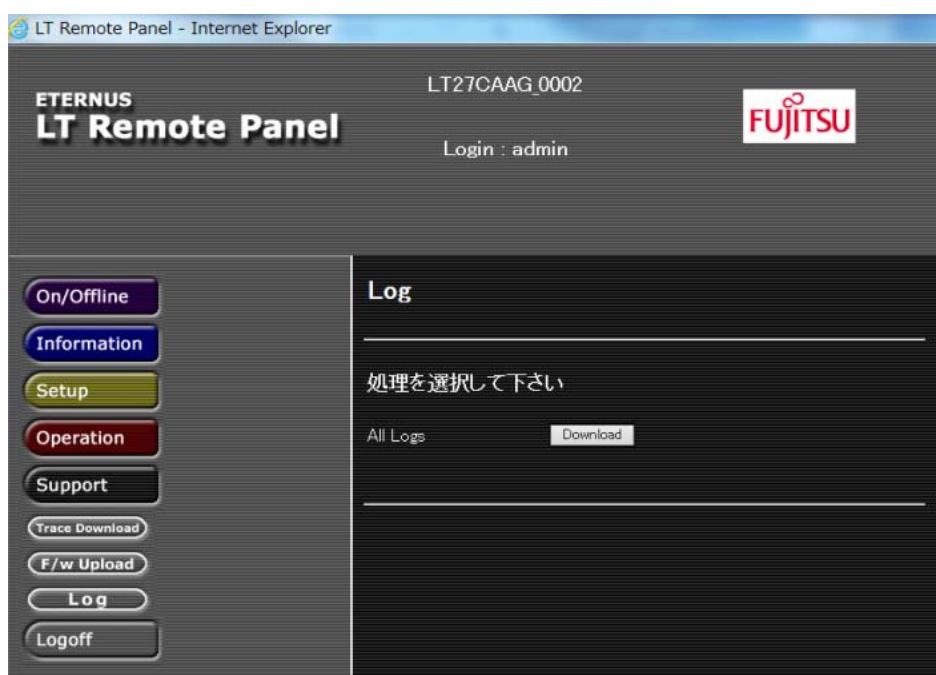 LT Remote Panel - Internet Explorer
LT27CAAG_0002
ETERNUS
LT Remote Panel
FUJITSU
Login : admin
On/Offline
Information
Setup
Operation
Support
Trace Download
F/w Upload
Log
Logoff
Log
処理を選択して下さい
All Logs
Download